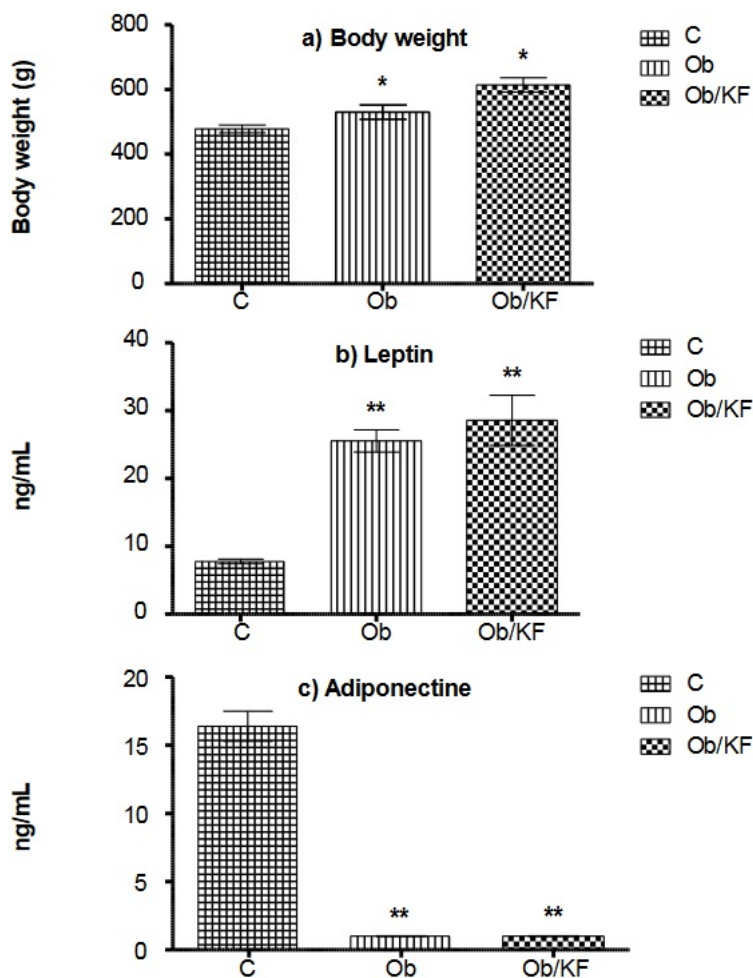 a) Body weight
Body weight (g)
800
600
400
200
0
*
*
C
Ob
Ob/KF
C
Ob
Ob/KF
b) Leptin
ng/mL
40
30
20
10
0
**
**
C
Ob
Ob/KF
C
Ob
Ob/KF
c) Adiponectine
ng/mL
20
15
10
5
0
**
**
C
Ob
Ob/KF
C
Ob
Ob/KF